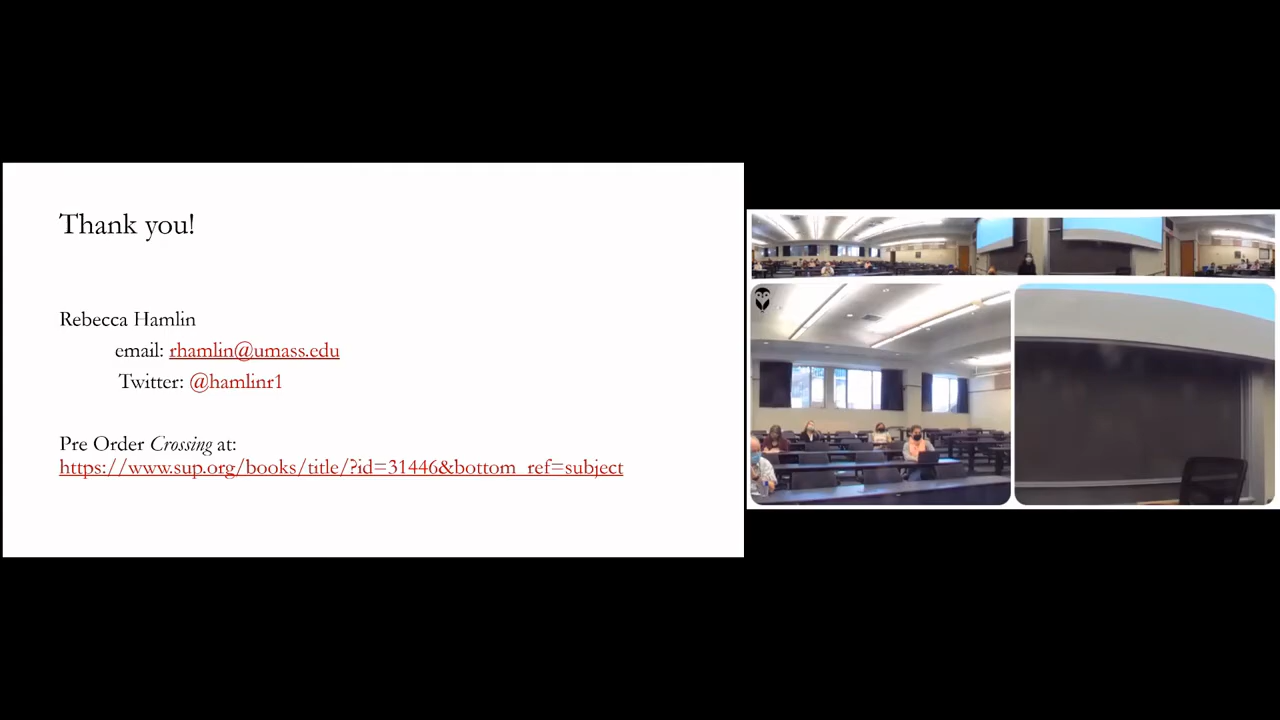 Thank you!
Rebecca Hamlin
email: rhamlin@umass.edu
Twitter: @hamlinr1
Pre Order Crossing at:
https://www.sup.org/books/title/?id=31446&bottom_ref=subject